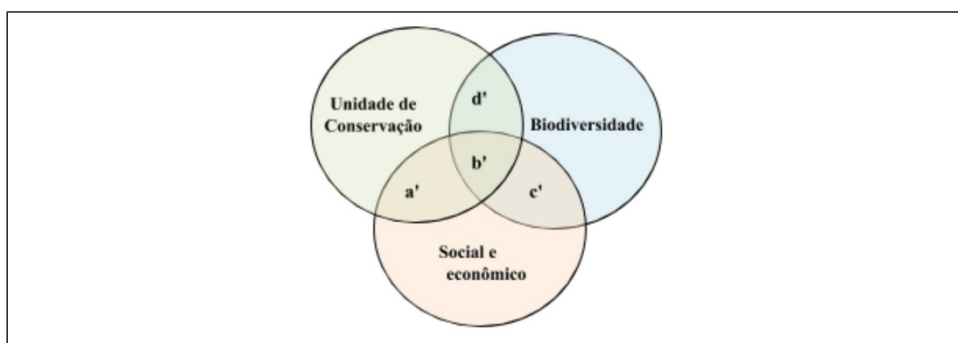 d'
Unidade de
Conservação
Biodiversidade
b'
a'
c'
Social e
econômico